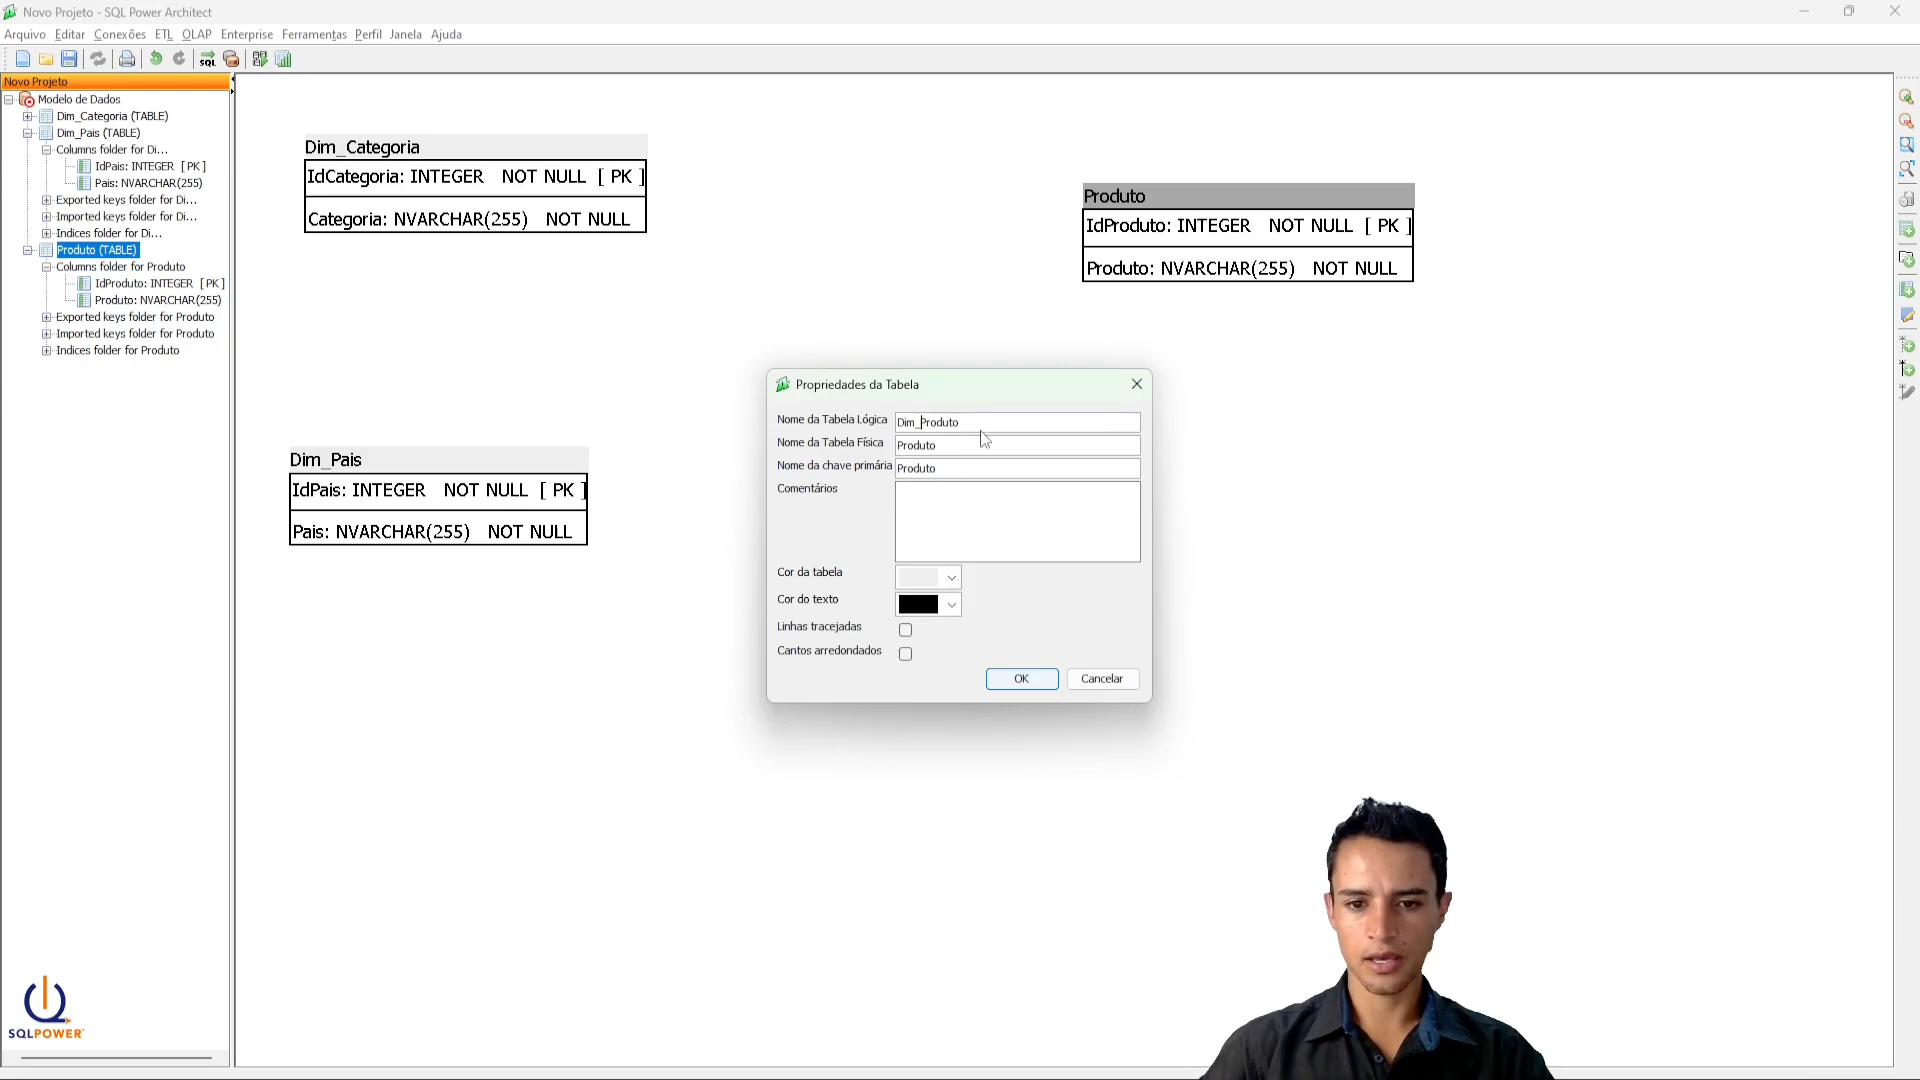 Novo Projeto - SQL Power Architect
Arquivo Editar Conexões ETL OLAP Enterprise Ferramentas Perfil Janela Ajuda
SQL
Novo Projeto
Modelo de Dados
Dim_Categoria (TABLE)
Dim_Pais (TABLE)
Columns folder for Di...
IdPais: INTEGER [ PK ]
Pais: NVARCHAR(255)
Exported keys folder for Di...
Imported keys folder for Di...
Indices folder for Di...
Produto (TABLE)
Columns folder for Produto
IdProduto: INTEGER [ PK ]
Produto: NVARCHAR(255)
Exported keys folder for Produto
Imported keys folder for Produto
Indices folder for Produto
Dim_Categoria
IdCategoria: INTEGER NOT NULL [ PK ]
Categoria: NVARCHAR(255) NOT NULL
Produto
IdProduto: INTEGER NOT NULL [ PK ]
Produto: NVARCHAR(255) NOT NULL
Dim_Pais
IdPais: INTEGER NOT NULL [ PK ]
Pais: NVARCHAR(255) NOT NULL
Propriedades da Tabela
Nome da Tabela Lógica Dim_Produto
Nome da Tabela Física Produto
Nome da chave primária Produto
Comentários
Cor da tabela
Cor do texto
Linhas tracejadas
Cantos arredondados
OK Cancelar
SQLPOWER